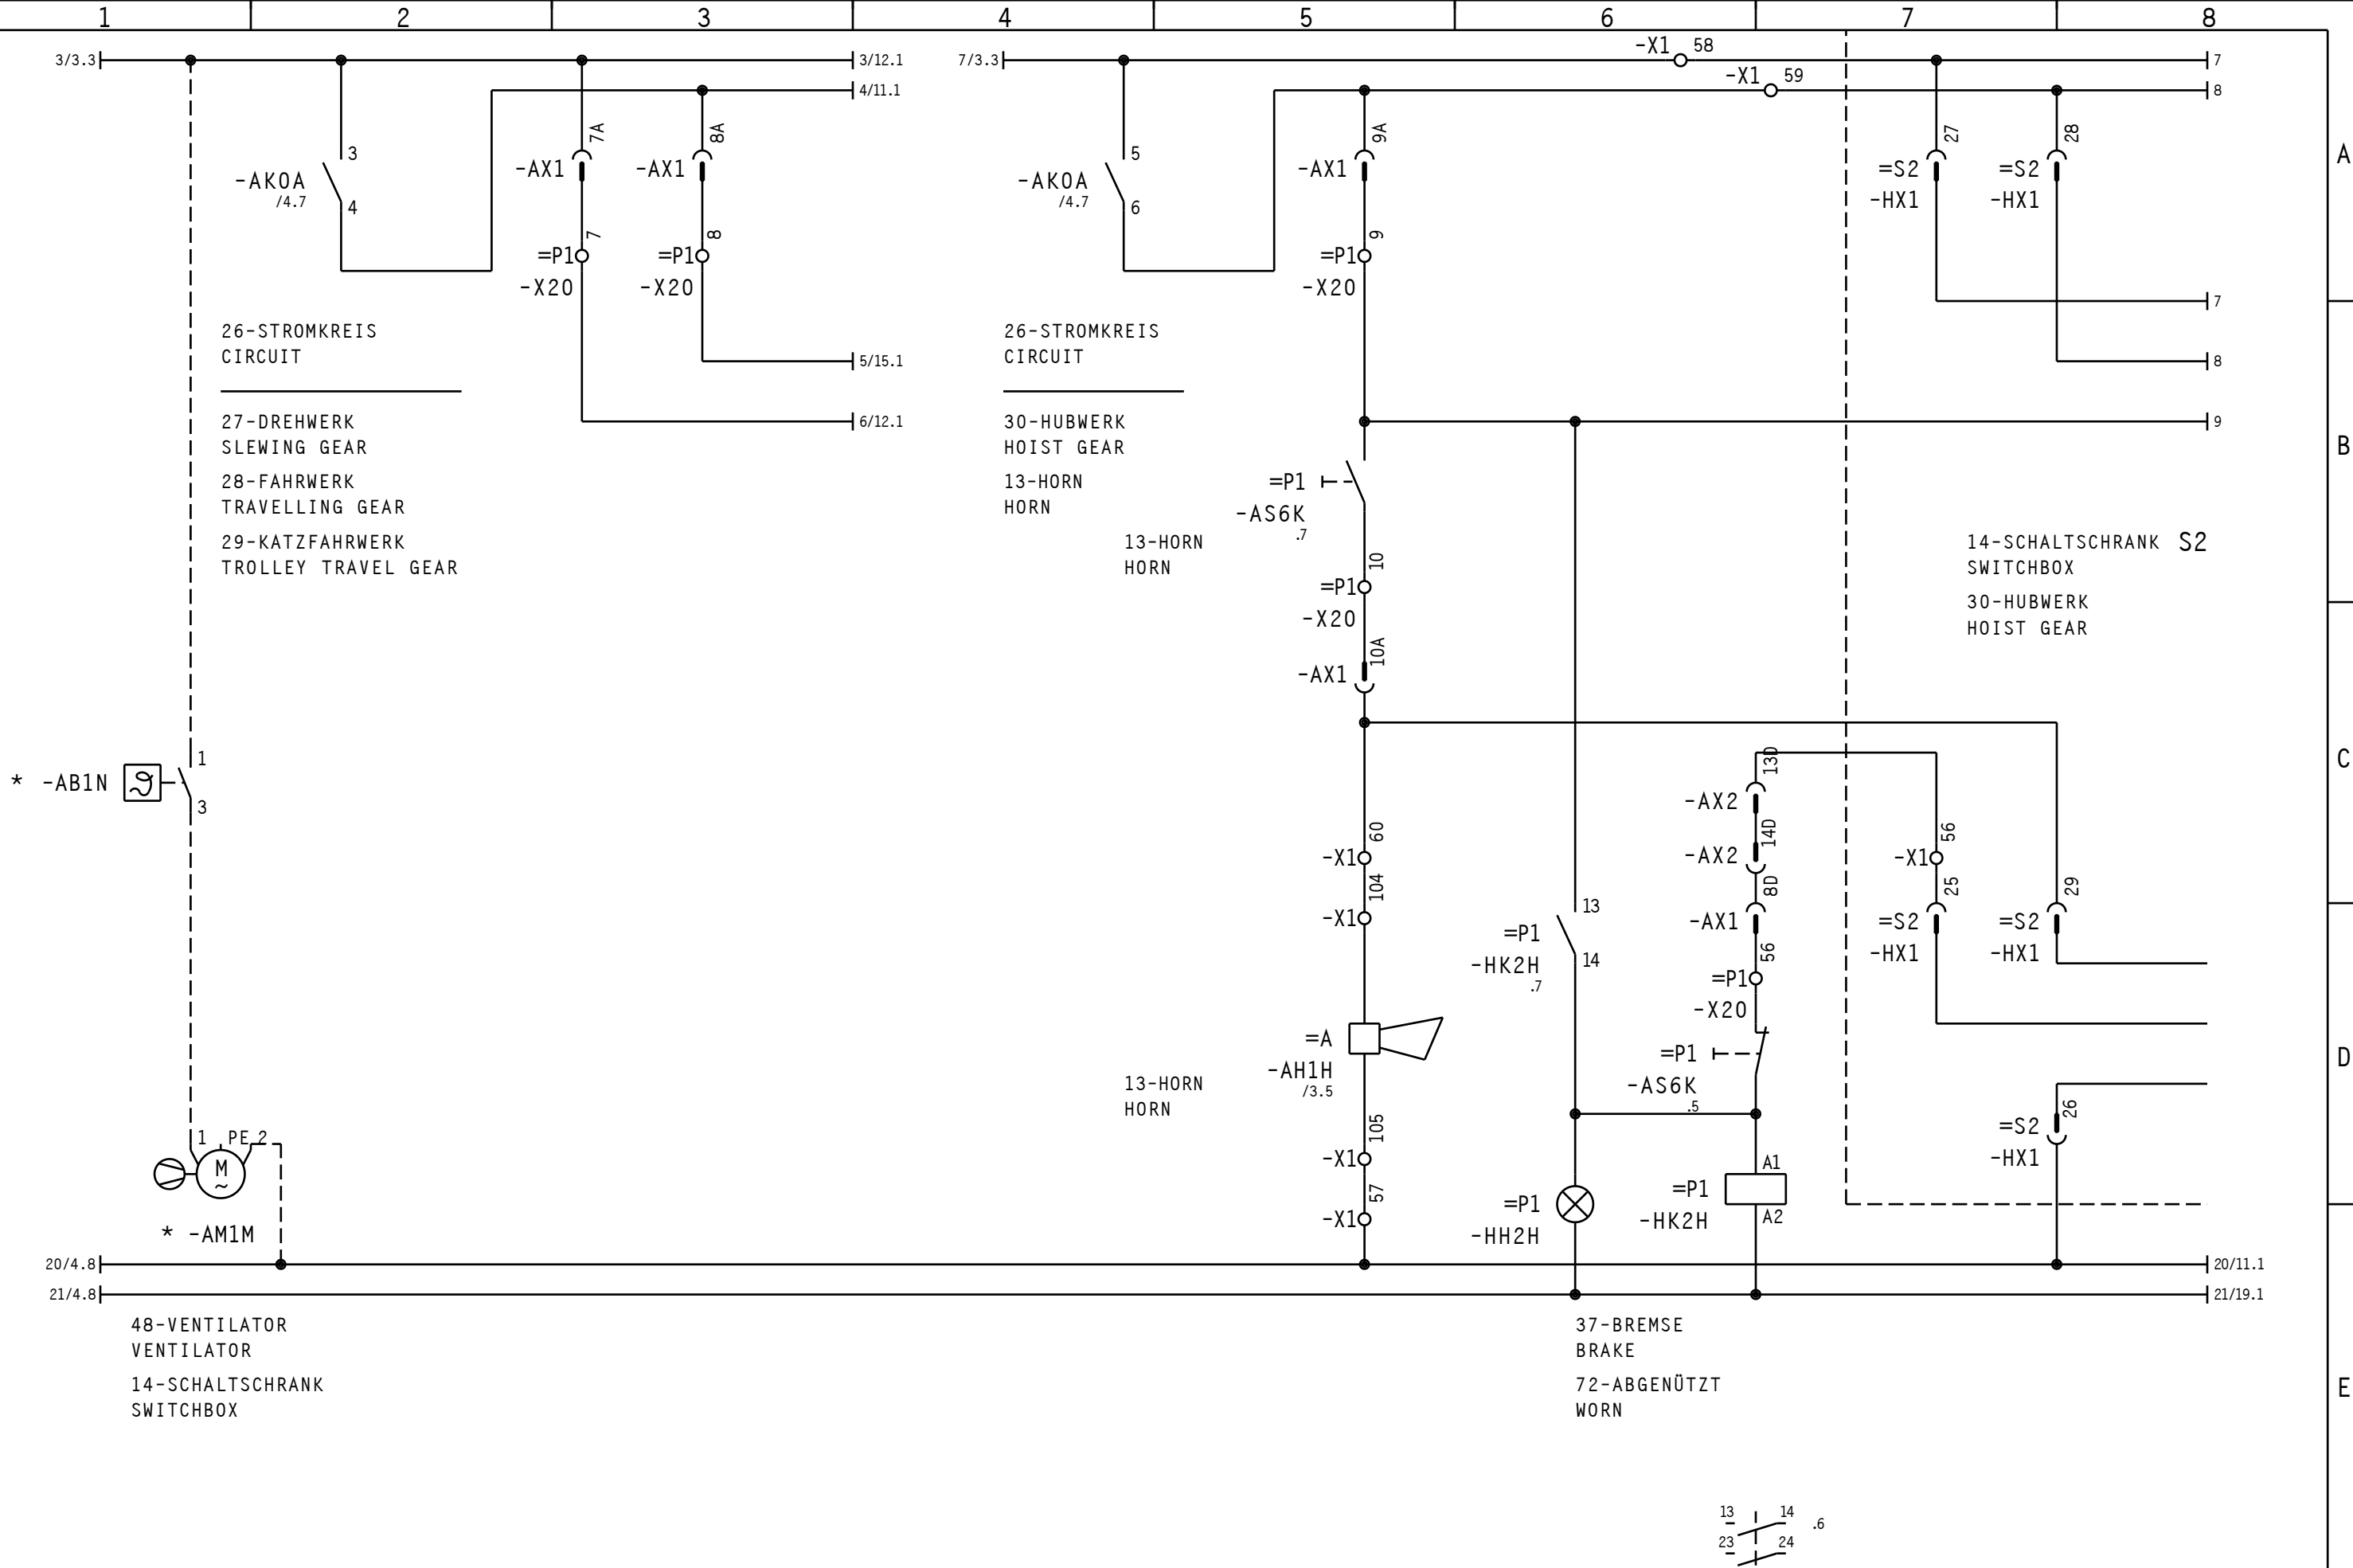 1 2 3 4 5 6 7 8
3/3.3
3/12.1
7/3.3
-X1 58
7
4/11.1
-X1 59
8
A
7A
8A
9A
27
28
-AK0A
/4.7
3
4
-AX1
-AX1
-AK0A
/4.7
5
6
-AX1
=S2
-HX1
=S2
-HX1
7
8
9
=P1
-X20
=P1
-X20
=P1
-X20
7
26-STROMKREIS
CIRCUIT
5/15.1
26-STROMKREIS
CIRCUIT
8
6/12.1
9
27-DREHWERK
SLEWING GEAR
28-FAHRWERK
TRAVELLING GEAR
29-KATZFAHRWERK
TROLLEY TRAVEL GEAR
30-HUBWERK
HOIST GEAR
13-HORN
HORN
B
=P1
-AS6K
.7
13-HORN
HORN
10
=P1
-X20
10A
-AX1
14-SCHALTSCHRANK S2
SWITCHBOX
30-HUBWERK
HOIST GEAR
C
* -AB1N
1
3
13D
-AX2
14D
-AX2
8D
-AX1
56
=P1
-X20
60
-X1
104
-X1
56
-X1
25
=S2
-HX1
29
=S2
-HX1
=P1
-HK2H
.7
13
14
=A
-AH1H
/3.5
13-HORN
HORN
=P1
-AS6K
.5
D
105
-X1
57
-X1
26
=S2
-HX1
1 PE 2
M
~
* -AM1M
=P1
-HH2H
=P1
-HK2H
A1
A2
20/4.8
20/11.1
21/4.8
21/19.1
48-VENTILATOR
VENTILATOR
14-SCHALTSCHRANK
SWITCHBOX
37-BREMSE
BRAKE
72-ABGENÜTZT
WORN
E
13 14 .6
23 24